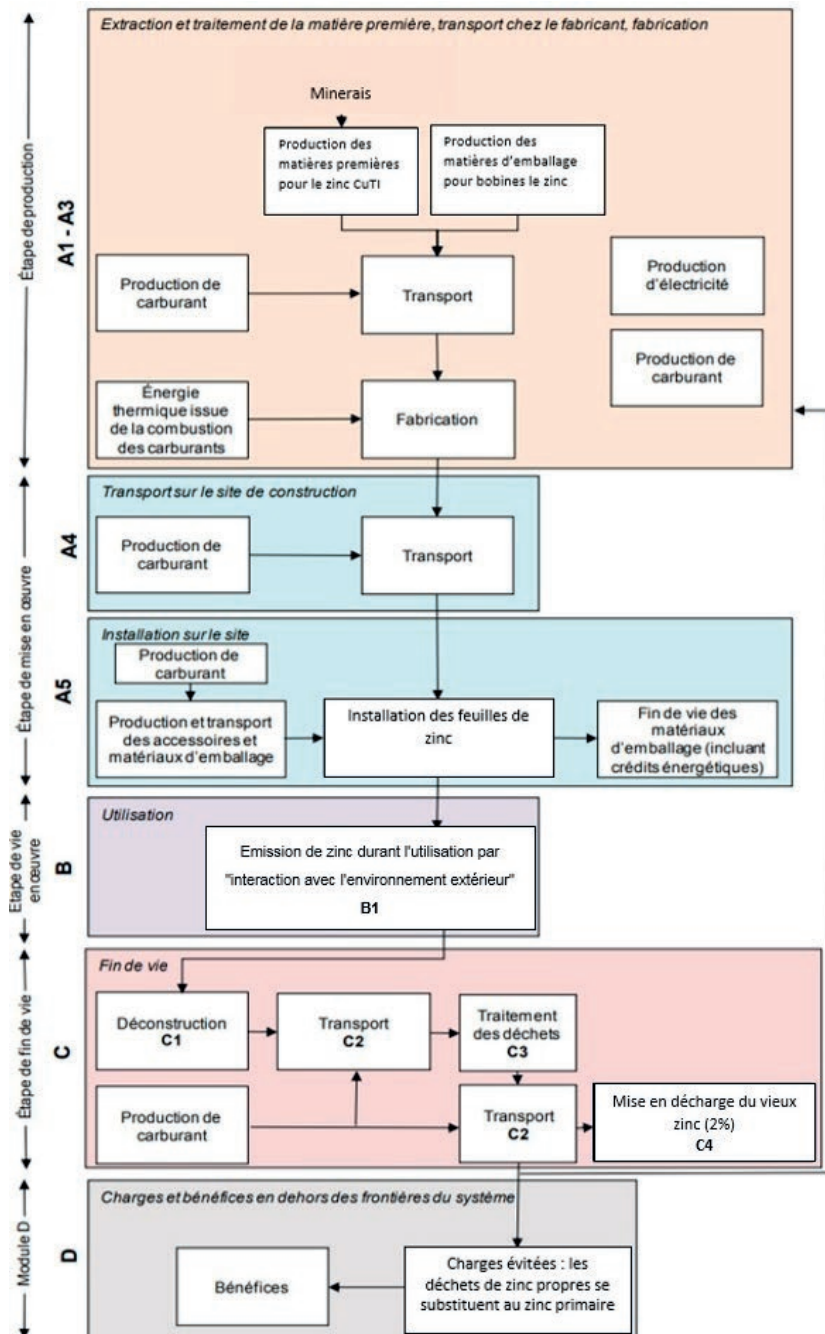 Extraction et traitement de la matière première, transport chez le fabricant, fabrication
Minerais
Production des
matières premières
pour le zinc CuTI
Production des
matières d'emballage
pour bobines le zinc
Étape de production
A1 - A3
Production de
carburant
Transport
Production
d'électricité
Production de
carburant
Énergie
thermique issue
de la combustion
des carburants
Fabrication
Étape de mise en œuvre
Transport sur le site de construction
A4
Production de
carburant
Transport
Installation sur le site
A5
Production de
carburant
Production et transport
des accessoires et
matériaux d'emballage
Installation des feuilles de
zinc
Fin de vie des
matériaux
d'emballage (incluant
crédits énergétiques)
Etape de vie
en œuvre
B
Utilisation
Emission de zinc durant l'utilisation par
"interaction avec l'environnement extérieur"
B1
Étape de fin de vie
C
Fin de vie
Déconstruction
C1
Transport
C2
Traitement
des déchets
C3
Production de
carburant
Transport
C2
Mise en décharge du vieux
zinc (2%)
C4
Module D
D
Charges et bénéfices en dehors des frontières du système
Bénéfices
Charges évitées : les
déchets de zinc propres se
substituent au zinc primaire